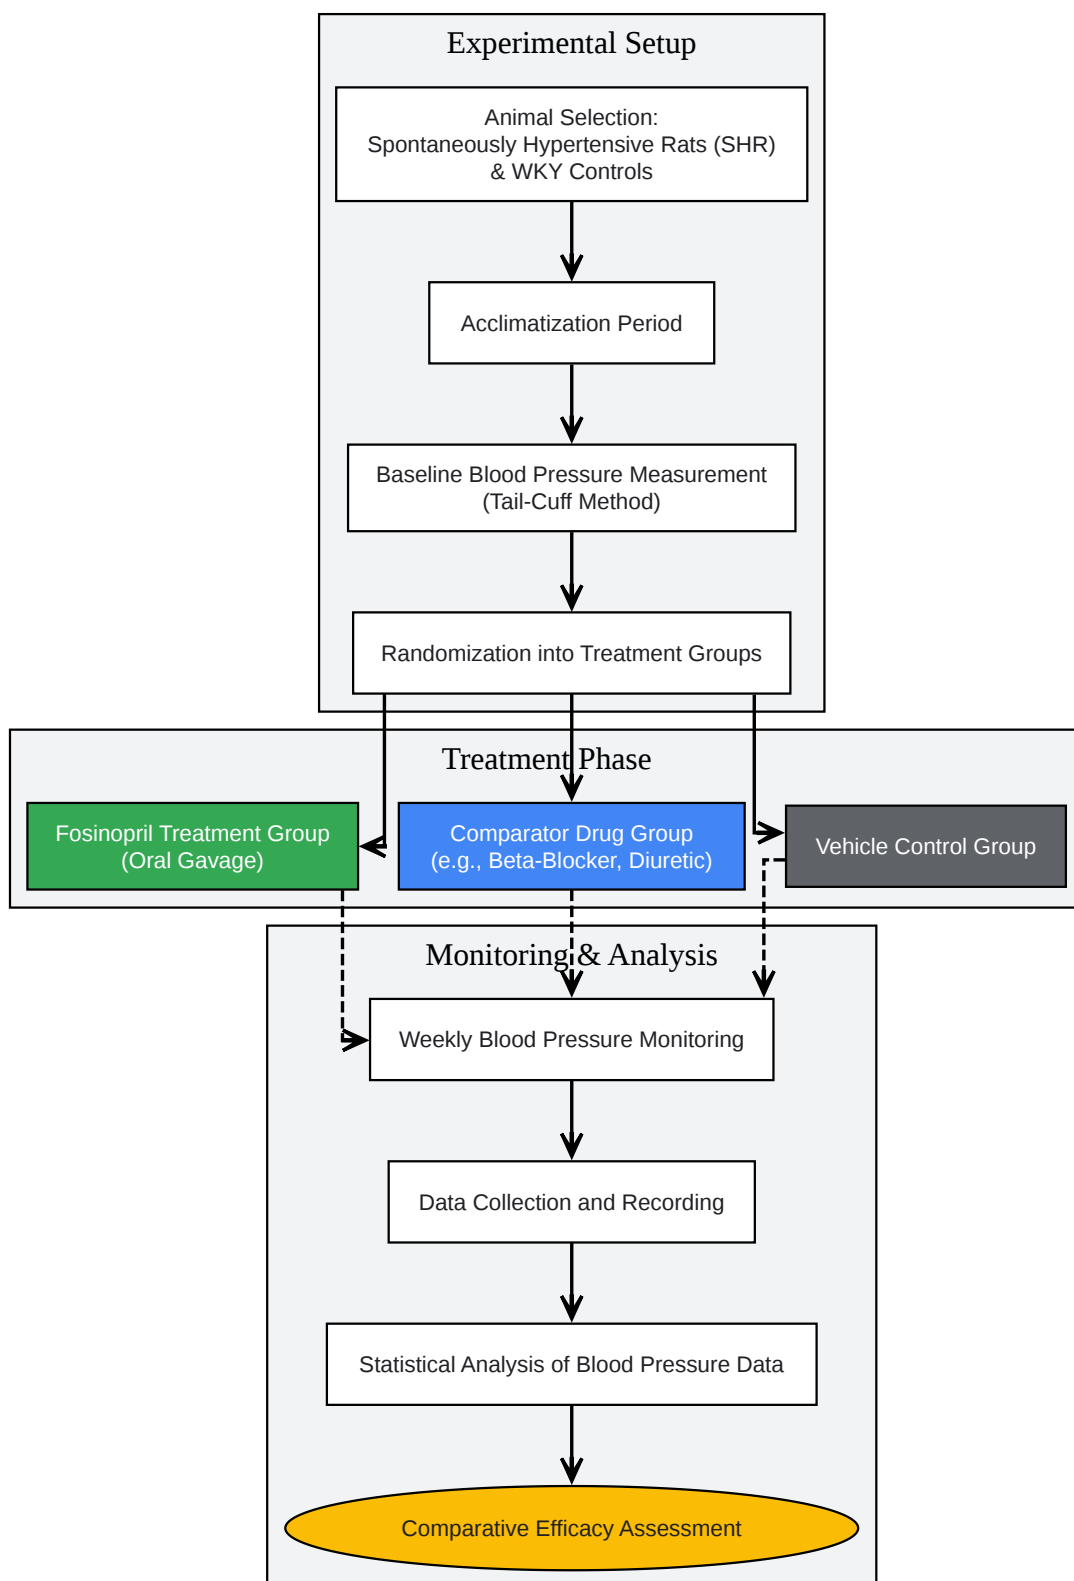 Experimental Setup
Animal Selection:
Spontaneously Hypertensive Rats (SHR)
& WKY Controls
Acclimatization Period
Baseline Blood Pressure Measurement
(Tail-Cuff Method)
Randomization into Treatment Groups
Treatment Phase
Fosinopril Treatment Group
(Oral Gavage)
Comparator Drug Group
(e.g., Beta-Blocker, Diuretic)
Vehicle Control Group
Monitoring & Analysis
Weekly Blood Pressure Monitoring
Data Collection and Recording
Statistical Analysis of Blood Pressure Data
Comparative Efficacy Assessment